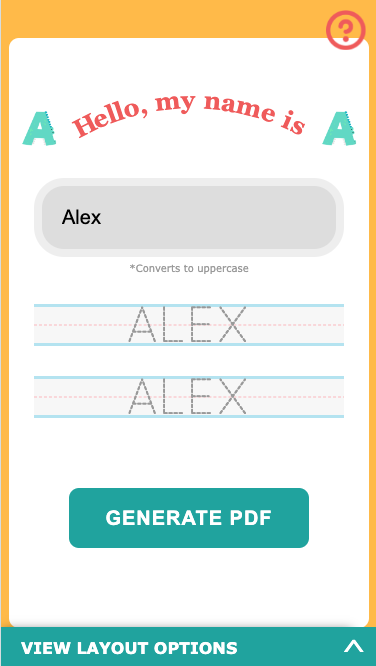 ?
Hello, my name is
A A
Alex
*Converts to uppercase
ALEX
ALEX
GENERATE PDF
VIEW LAYOUT OPTIONS